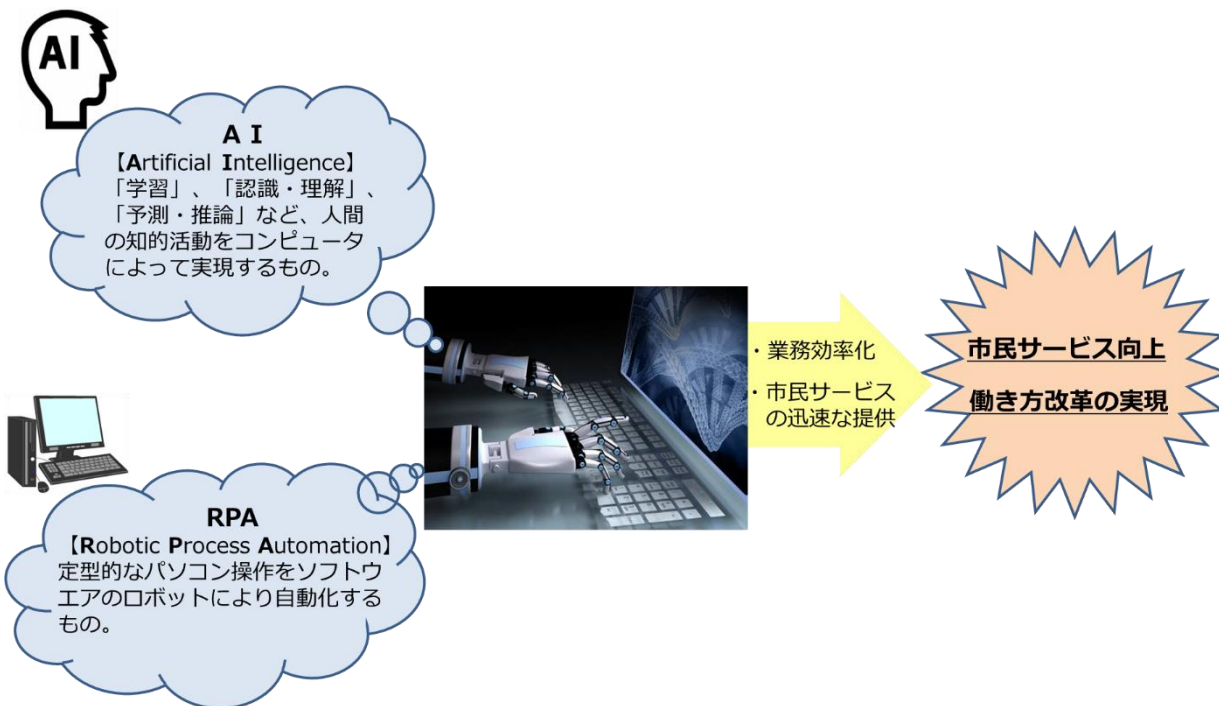 AI
A I
【Artificial Intelligence】
「学習」、「認識・理解」、
「予測・推論」など、人間
の知的活動をコンピュータ
によって実現するもの。
RPA
【Robotic Process Automation】
定型的なパソコン操作をソフトウ
エアのロボットにより自動化する
もの。
・業務効率化
・市民サービス
の迅速な提供
市民サービス向上
働き方改革の実現